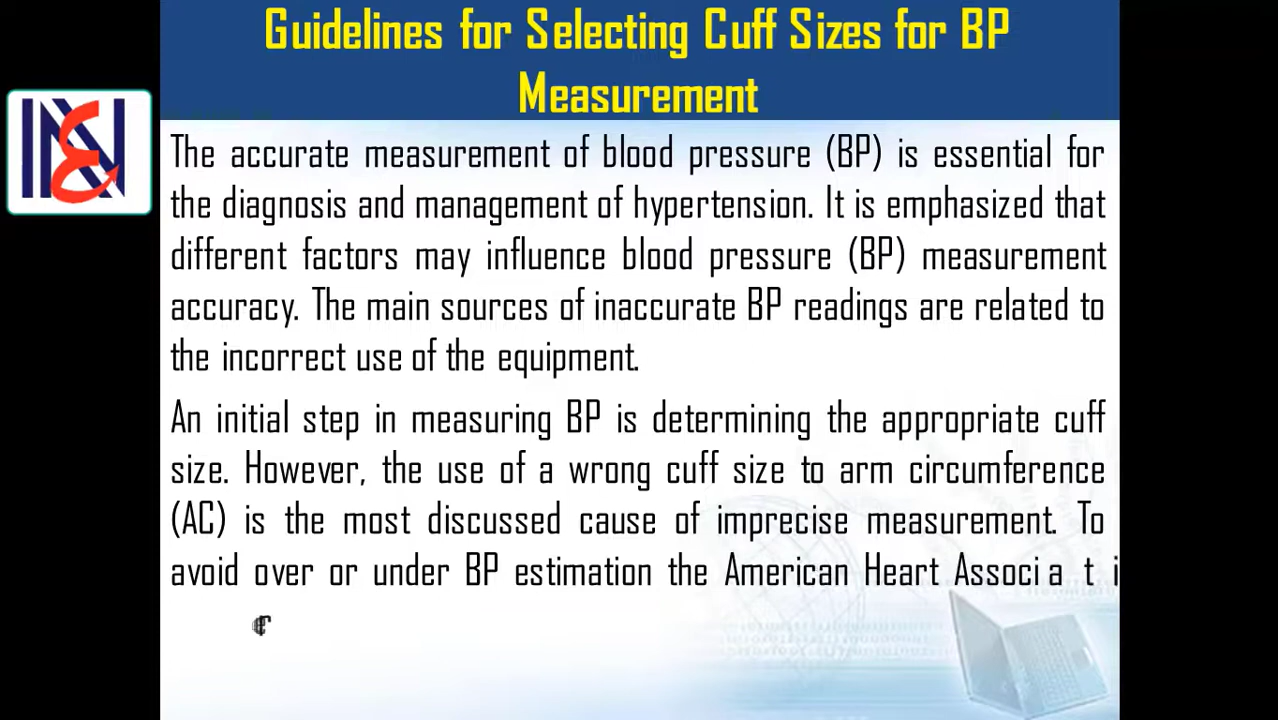 Guidelines for Selecting Cuff Sizes for BP
Measurement
The accurate measurement of blood pressure (BP) is essential for
the diagnosis and management of hypertension. It is emphasized that
different factors may influence blood pressure (BP) measurement
accuracy. The main sources of inaccurate BP readings are related to
the incorrect use of the equipment.
An initial step in measuring BP is determining the appropriate cuff
size. However, the use of a wrong cuff size to arm circumference
(AC) is the most discussed cause of imprecise measurement. To
avoid over or under BP estimation the American Heart Associ a t i